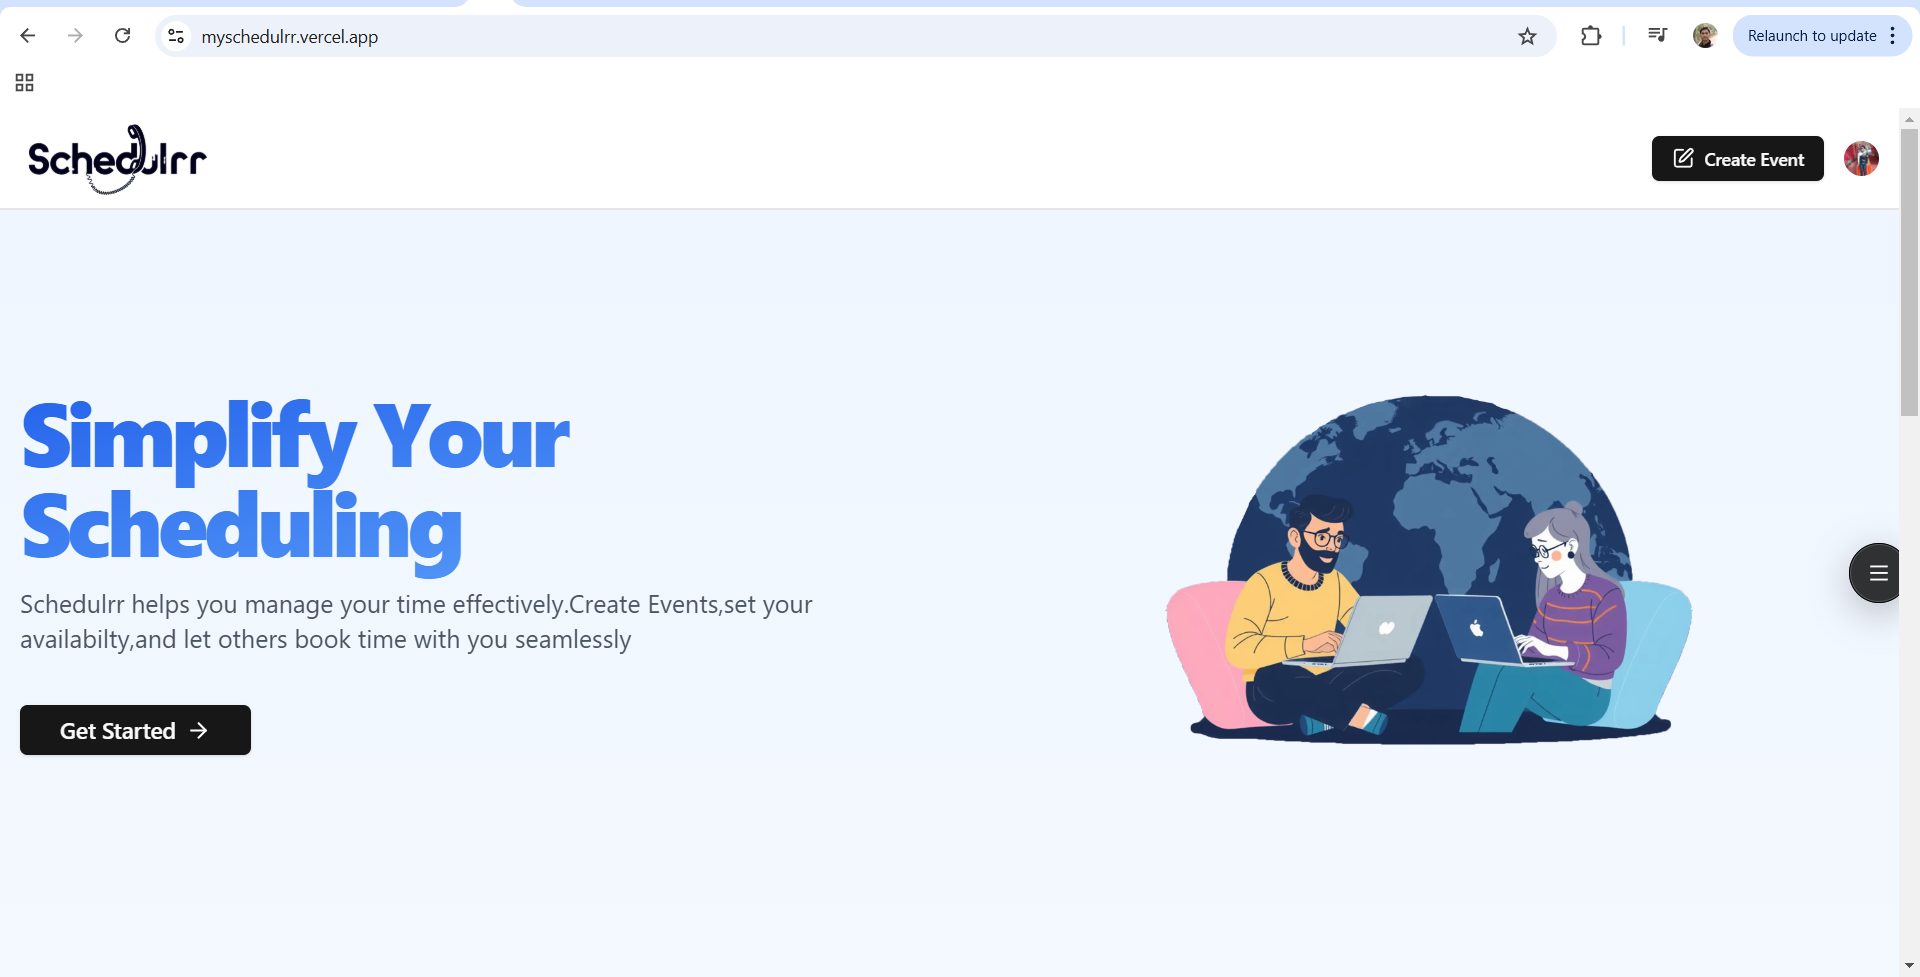 myschedulrr.vercel.app
Relaunch to update
Schedulrr
Create Event
Simplify Your
Scheduling
Schedulrr helps you manage your time effectively.Create Events,set your
availabilty,and let others book time with you seamlessly
Get Started